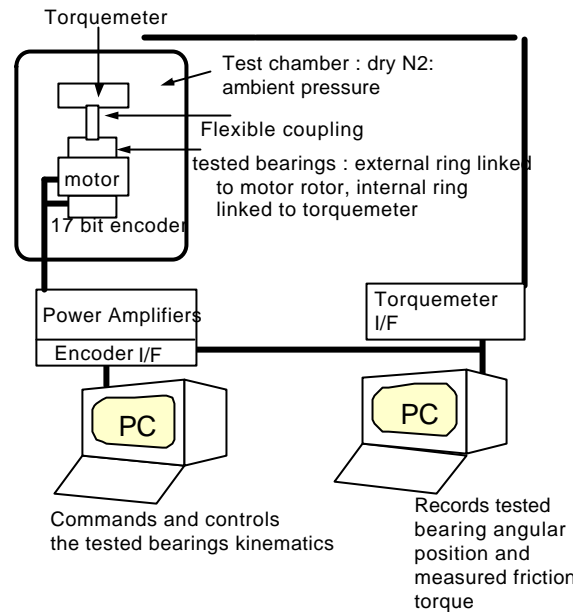 Torquemeter
Test chamber : dry N2:
ambient pressure
Flexible coupling
tested bearings : external ring linked
to motor rotor, internal ring
linked to torquemeter
motor
17 bit encoder
Power Amplifiers
Encoder I/F
Torquemeter
I/F
PC
PC
Commands and controls
the tested bearings kinematics
Records tested
bearing angular
position and
measured friction
torque